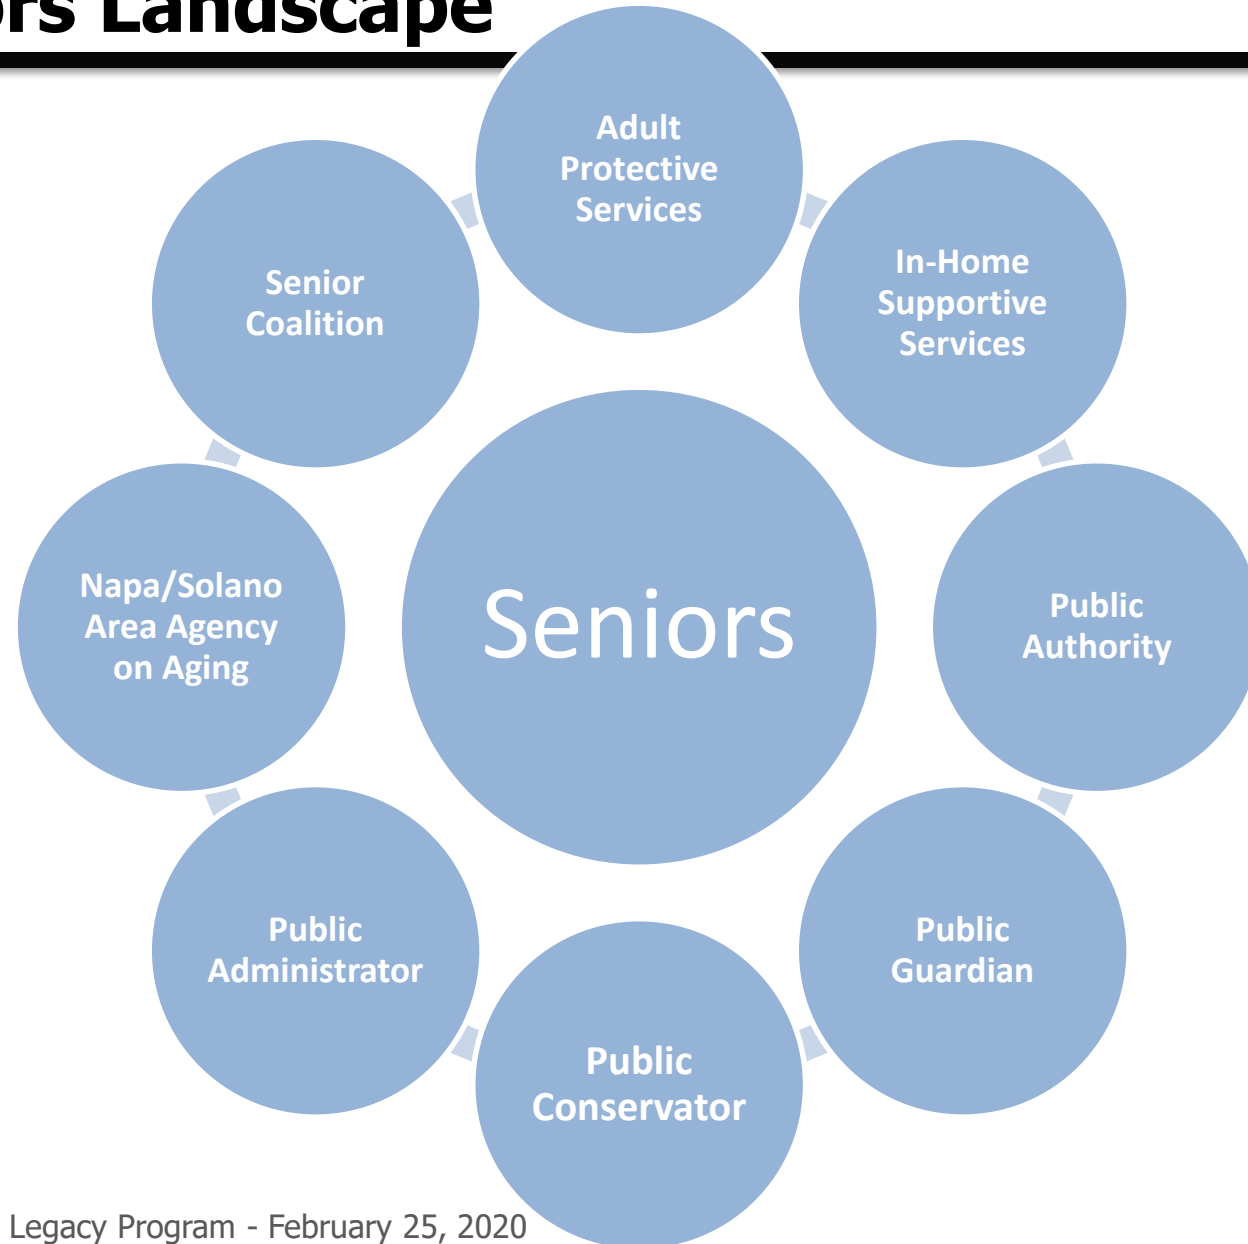 ors Landscape
Adult
Protective
Services
In-Home
Supportive
Services
Public
Authority
Public
Guardian
Public
Conservator
Public
Administrator
Napa/Solano
Area Agency
on Aging
Senior
Coalition
Seniors
Legacy Program - February 25, 2020